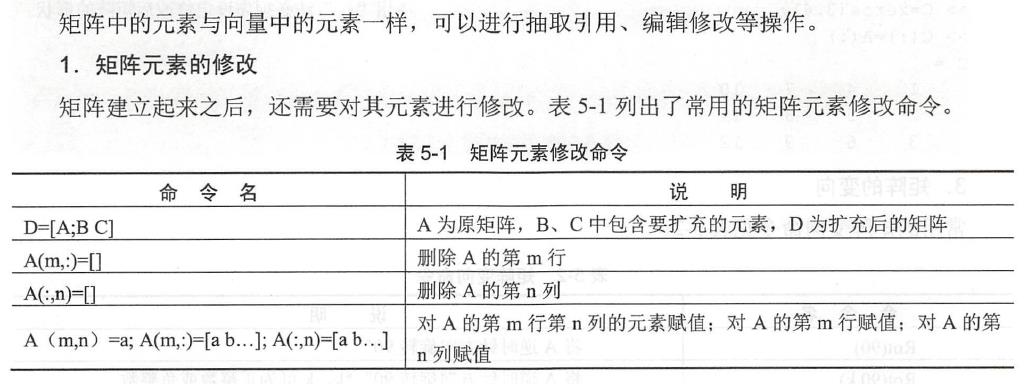 矩阵中的元素与向量中的元素一样，可以进行抽取引用、编辑修改等操作。
1．矩阵元素的修改
矩阵建立起来之后，还需要对其元素进行修改。表 5-1 列出了常用的矩阵元素修改命令。
表 5-1 矩阵元素修改命令
命 令 名 说 明
D=[A;B C] A 为原矩阵，B、C 中包含要扩充的元素，D 为扩充后的矩阵
A(m,:)=[] 删除 A 的第 m 行
A(:,n)=[] 删除 A 的第 n 列
A（m,n）=a; A(m,:)=[a b…]; A(:,n)=[a b…] 对 A 的第 m 行第 n 列的元素赋值；对 A 的第 m 行赋值；对 A 的第
n 列赋值